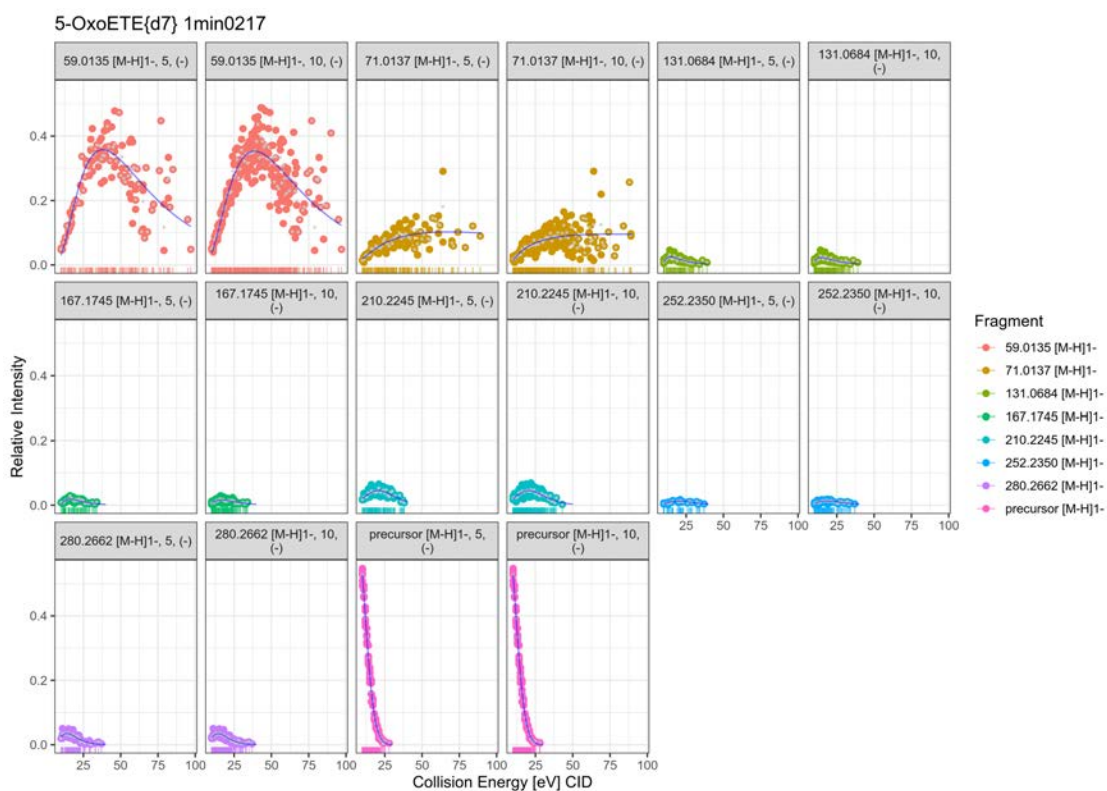 5-OxoETE{d7} 1min0217
59.0135 [M-H]1-, 5, (-)
59.0135 [M-H]1-, 10, (-)
71.0137 [M-H]1-, 5, (-)
71.0137 [M-H]1-, 10, (-)
131.0684 [M-H]1-, 5, (-)
131.0684 [M-H]1-, 10,
(-)
0.4
0.2
0.0
167.1745 [M-H]1-, 5, (-)
167.1745 [M-H]1-, 10,
(-)
210.2245 [M-H]1-, 5, (-)
210.2245 [M-H]1-, 10,
(-)
252.2350 [M-H]1-, 5, (-)
252.2350 [M-H]1-, 10,
(-)
0.4
0.2
0.0
0 25 50 75 100
0 25 50 75 100
280.2662 [M-H]1-, 5, (-)
280.2662 [M-H]1-, 10,
(-)
precursor [M-H]1-, 5,
(-)
precursor [M-H]1-, 10,
(-)
0.4
0.2
0.0
0 25 50 75 100
0 25 50 75 100
0 25 50 75 100
0 25 50 75 100
Relative Intensity
Collision Energy [eV] CID
Fragment
59.0135 [M-H]1-
71.0137 [M-H]1-
131.0684 [M-H]1-
167.1745 [M-H]1-
210.2245 [M-H]1-
252.2350 [M-H]1-
280.2662 [M-H]1-
precursor [M-H]1-